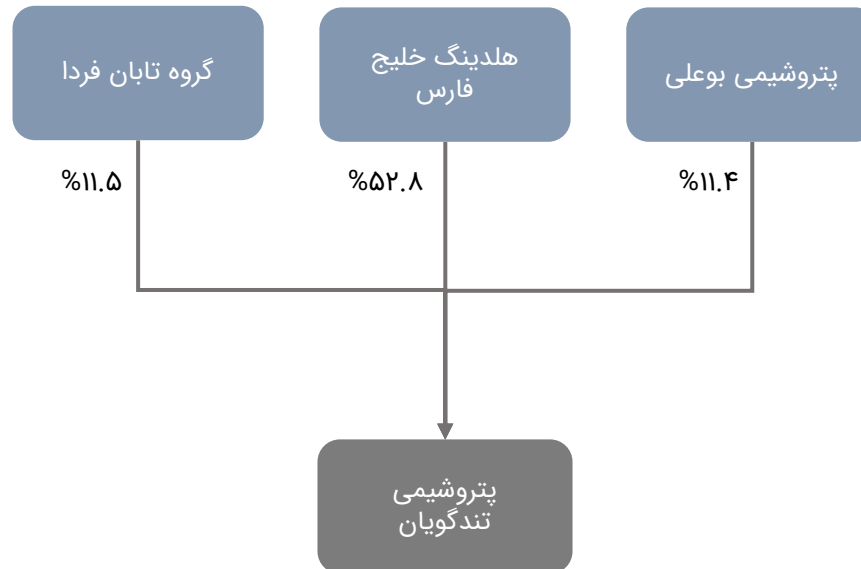 پتروشیمی بوعلی
هلدینگ خلیج
فارس
گروه تابان فردا
%۱۱.۴
%۵۲.۸
%۱۱.۵
پتروشیمی
تندگویان